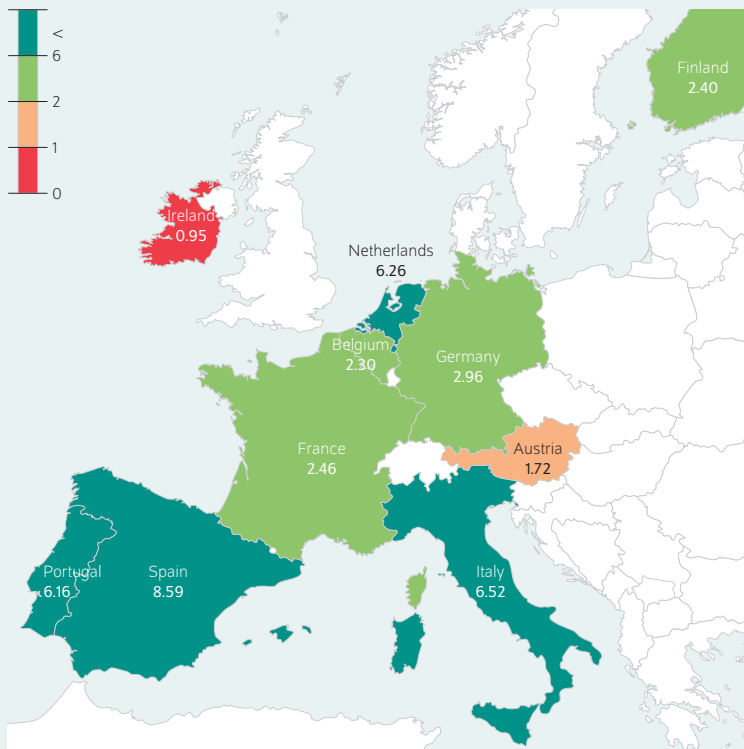 <
6
2
1
0
Finland
2.40
Ireland
0.95
Netherlands
6.26
Belgium
2.30
Germany
2.96
France
2.46
Austria
1.72
Portugal
6.16
Spain
8.59
Italy
6.52